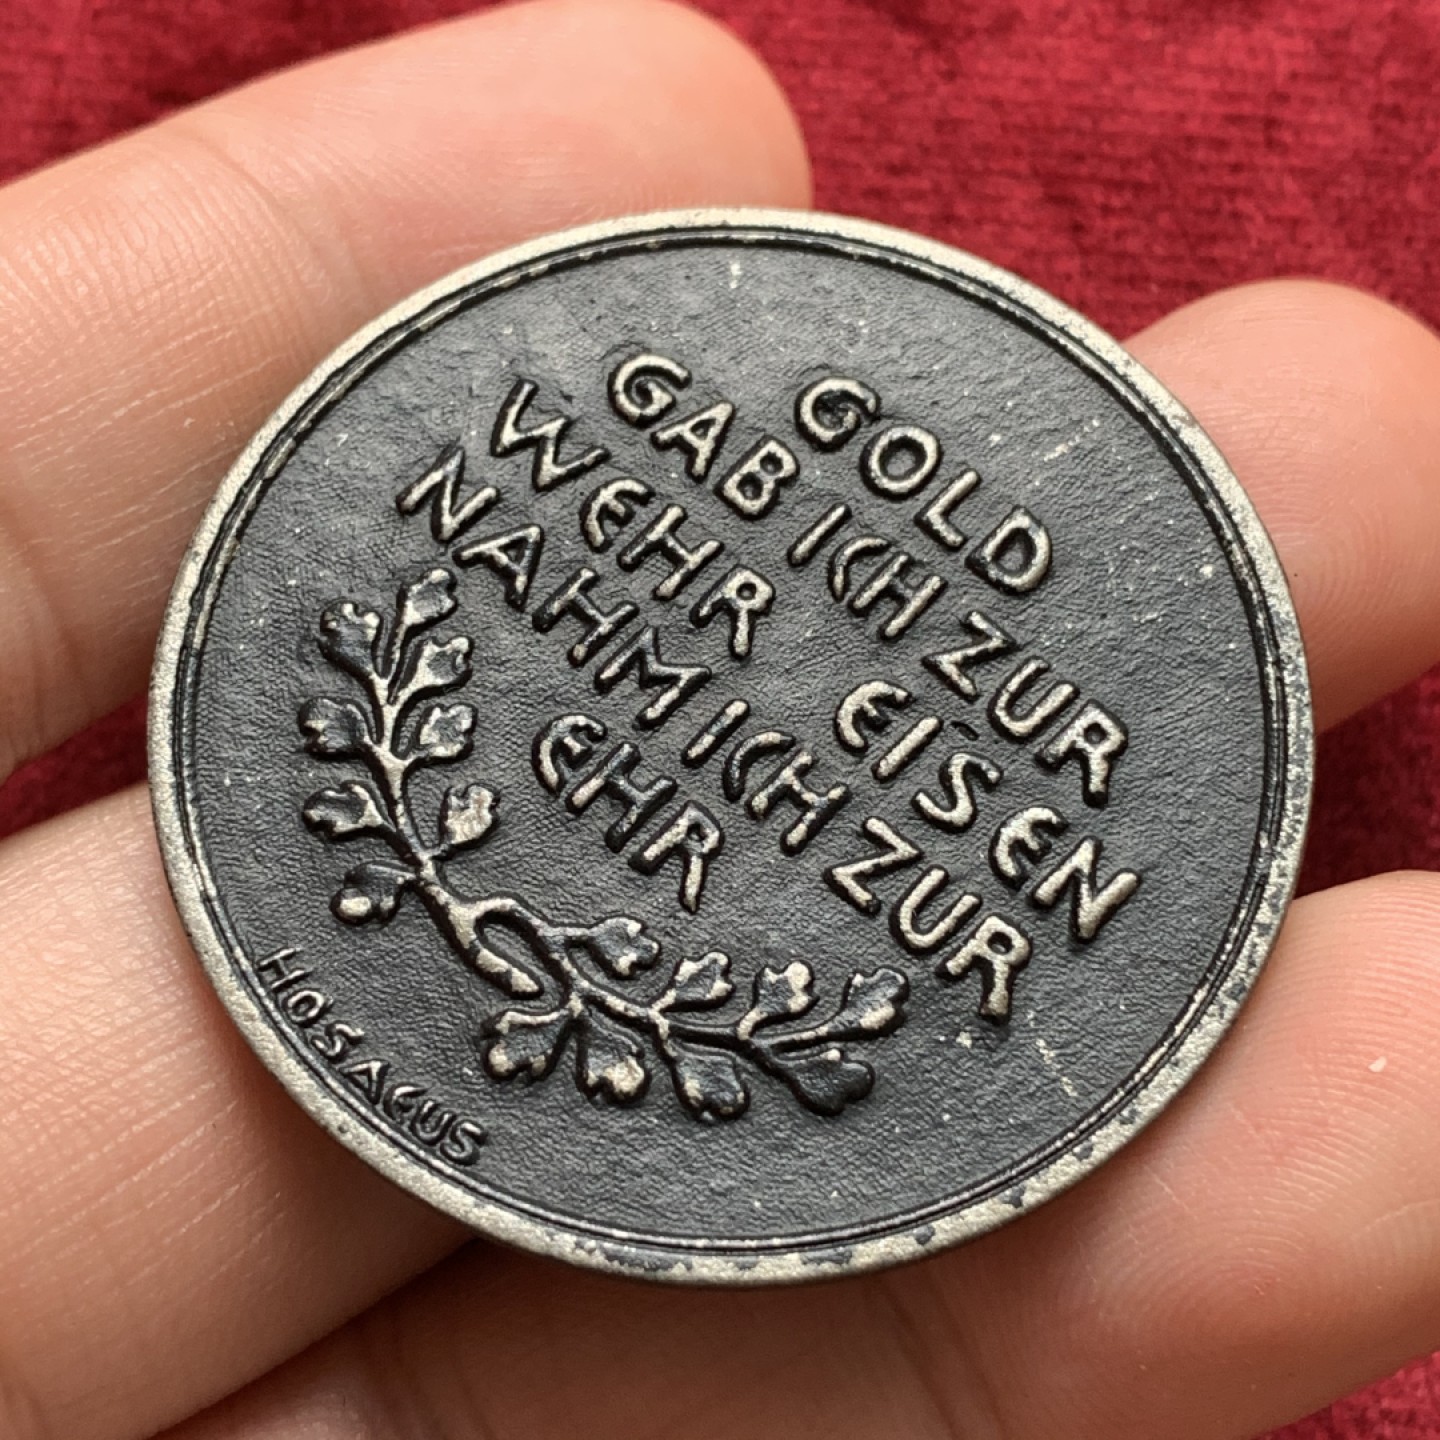 GOLD
GAB ICH ZUR
WEHR EISEN
NAHM ICH ZUR
EHR
HOSAEUS